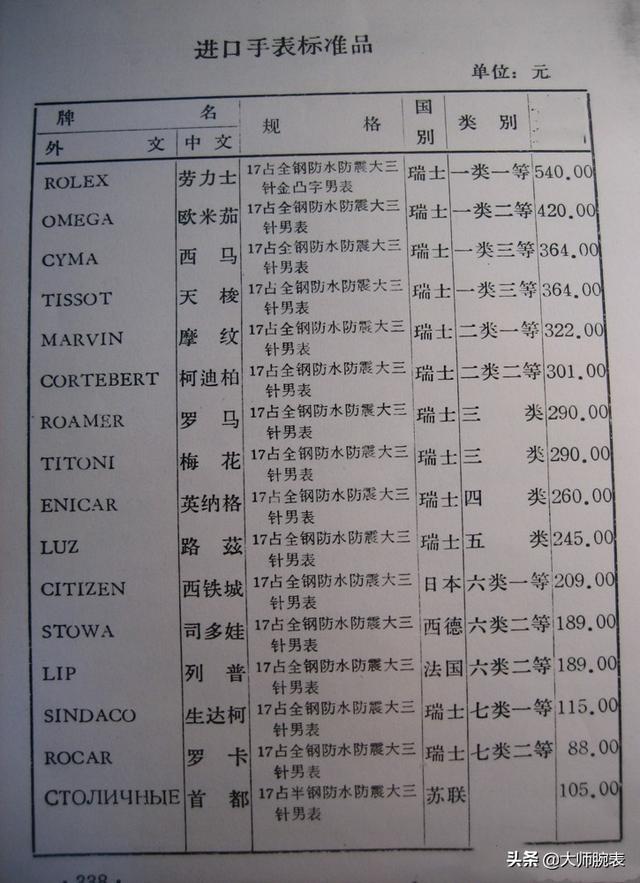 进口手表标准品
单位：元
牌 名 规 格 国别 类 别
外 文 中 文
ROLEX 劳力士 17占全钢防水防震大三针金凸字男表 瑞士 一类一等 540.00
OMEGA 欧米茄 17占全钢防水防震大三针男表 瑞士 一类二等 420.00
CYMA 西 马 17占全钢防水防震大三针男表 瑞士 一类三等 364.00
TISSOT 天 梭 17占全钢防水防震大三针男表 瑞士 一类三等 364.00
MARVIN 摩 纹 17占全钢防水防震大三针男表 瑞士 二类一等 322.00
CORTEBERT 柯迪柏 17占全钢防水防震大三针男表 瑞士 二类二等 301.00
ROAMER 罗 马 17占全钢防水防震大三针男表 瑞士 三 类 290.00
TITONI 梅 花 17占全钢防水防震大三针男表 瑞士 三 类 290.00
ENICAR 英纳格 17占全钢防水防震大三针男表 瑞士 四 类 260.00
LUZ 路 兹 17占全钢防水防震大三针男表 瑞士 五 类 245.00
CITIZEN 西铁城 17占全钢防水防震大三针男表 日本 六类一等 209.00
STOWA 司多娃 17占全钢防水防震大三针男表 西德 六类二等 189.00
LIP 列 普 17占全钢防水防震大三针男表 法国 六类二等 189.00
SINDACO 生达柯 17占全钢防水防震大三针男表 瑞士 七类一等 115.00
ROCAR 罗 卡 17占全钢防水防震大三针男表 瑞士 七类二等 88.00
СТОЛИЧНЫЕ 首 都 17占半钢防水防震大三针男表 苏联 105.00
· 238 ·
头条 @大师腕表